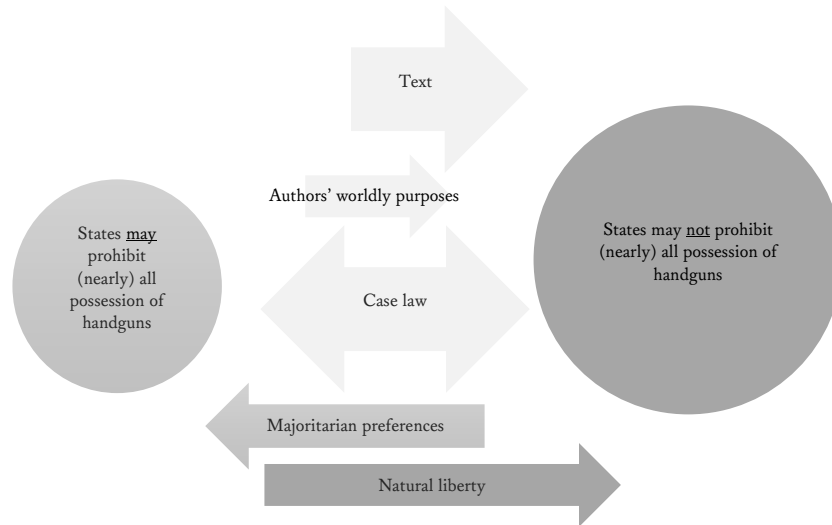 Text
Authors’ worldly purposes
States may
prohibit
(nearly) all
possession of
handguns
States may not prohibit
(nearly) all possession of
handguns
Case law
Majoritarian preferences
Natural liberty